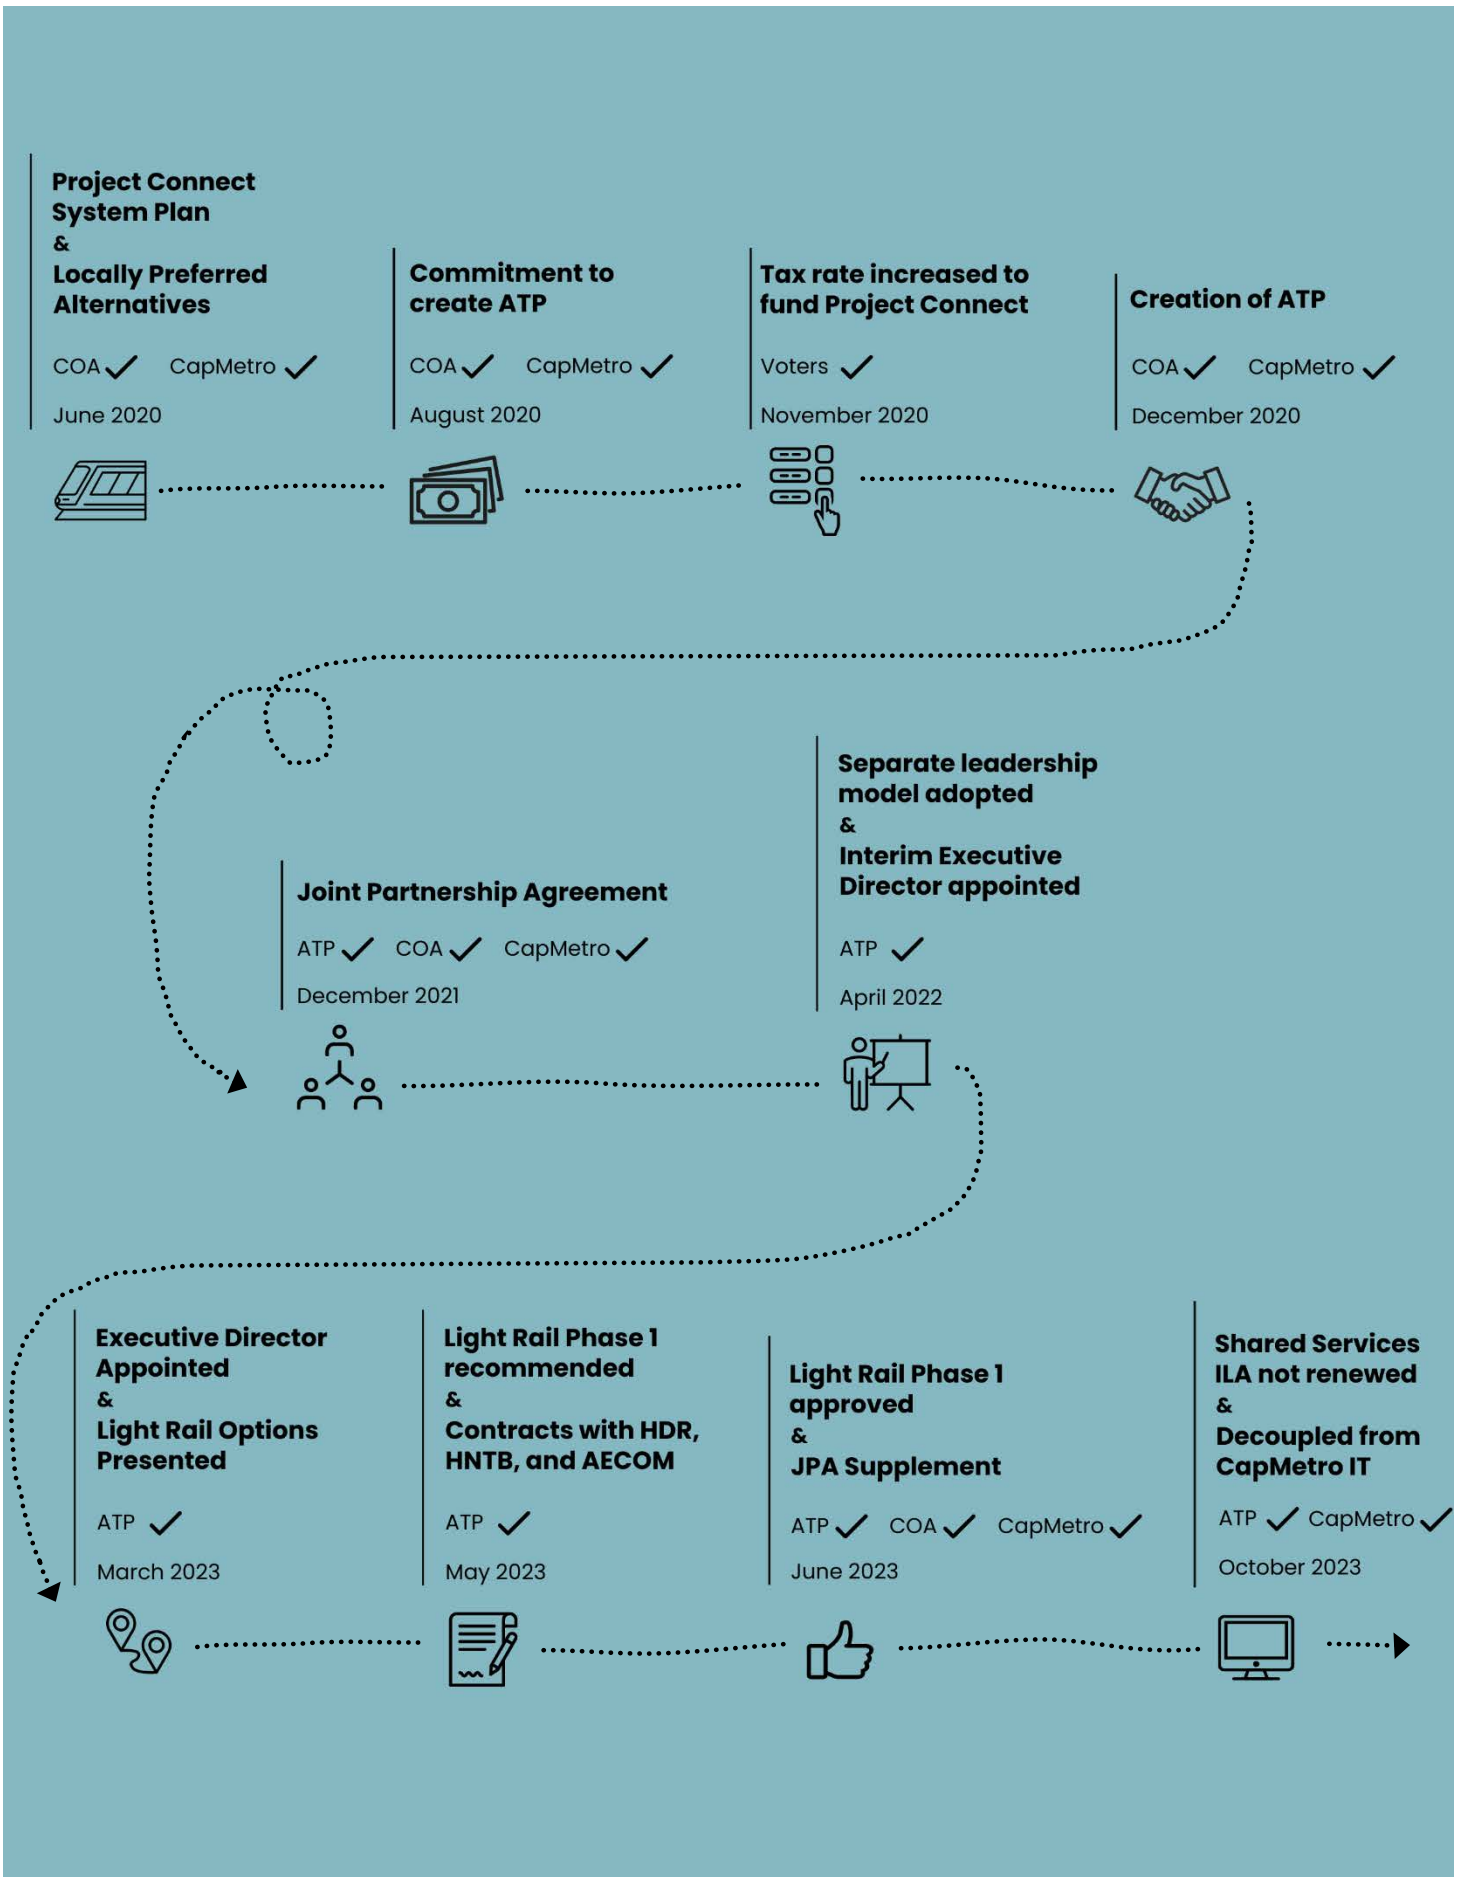 Project Connect
System Plan
&
Locally Preferred
Alternatives
COA CapMetro
June 2020
Commitment to
create ATP
COA CapMetro
August 2020
Tax rate increased to
fund Project Connect
Voters
November 2020
Creation of ATP
COA CapMetro
December 2020
Joint Partnership Agreement
ATP COA CapMetro
December 2021
Separate leadership
model adopted
&
Interim Executive
Director appointed
ATP
April 2022
Executive Director
Appointed
&
Light Rail Options
Presented
ATP
March 2023
Light Rail Phase 1
recommended
&
Contracts with HDR,
HNTB, and AECOM
ATP
May 2023
Light Rail Phase 1
approved
&
JPA Supplement
ATP COA CapMetro
June 2023
Shared Services
ILA not renewed
&
Decoupled from
CapMetro IT
ATP CapMetro
October 2023